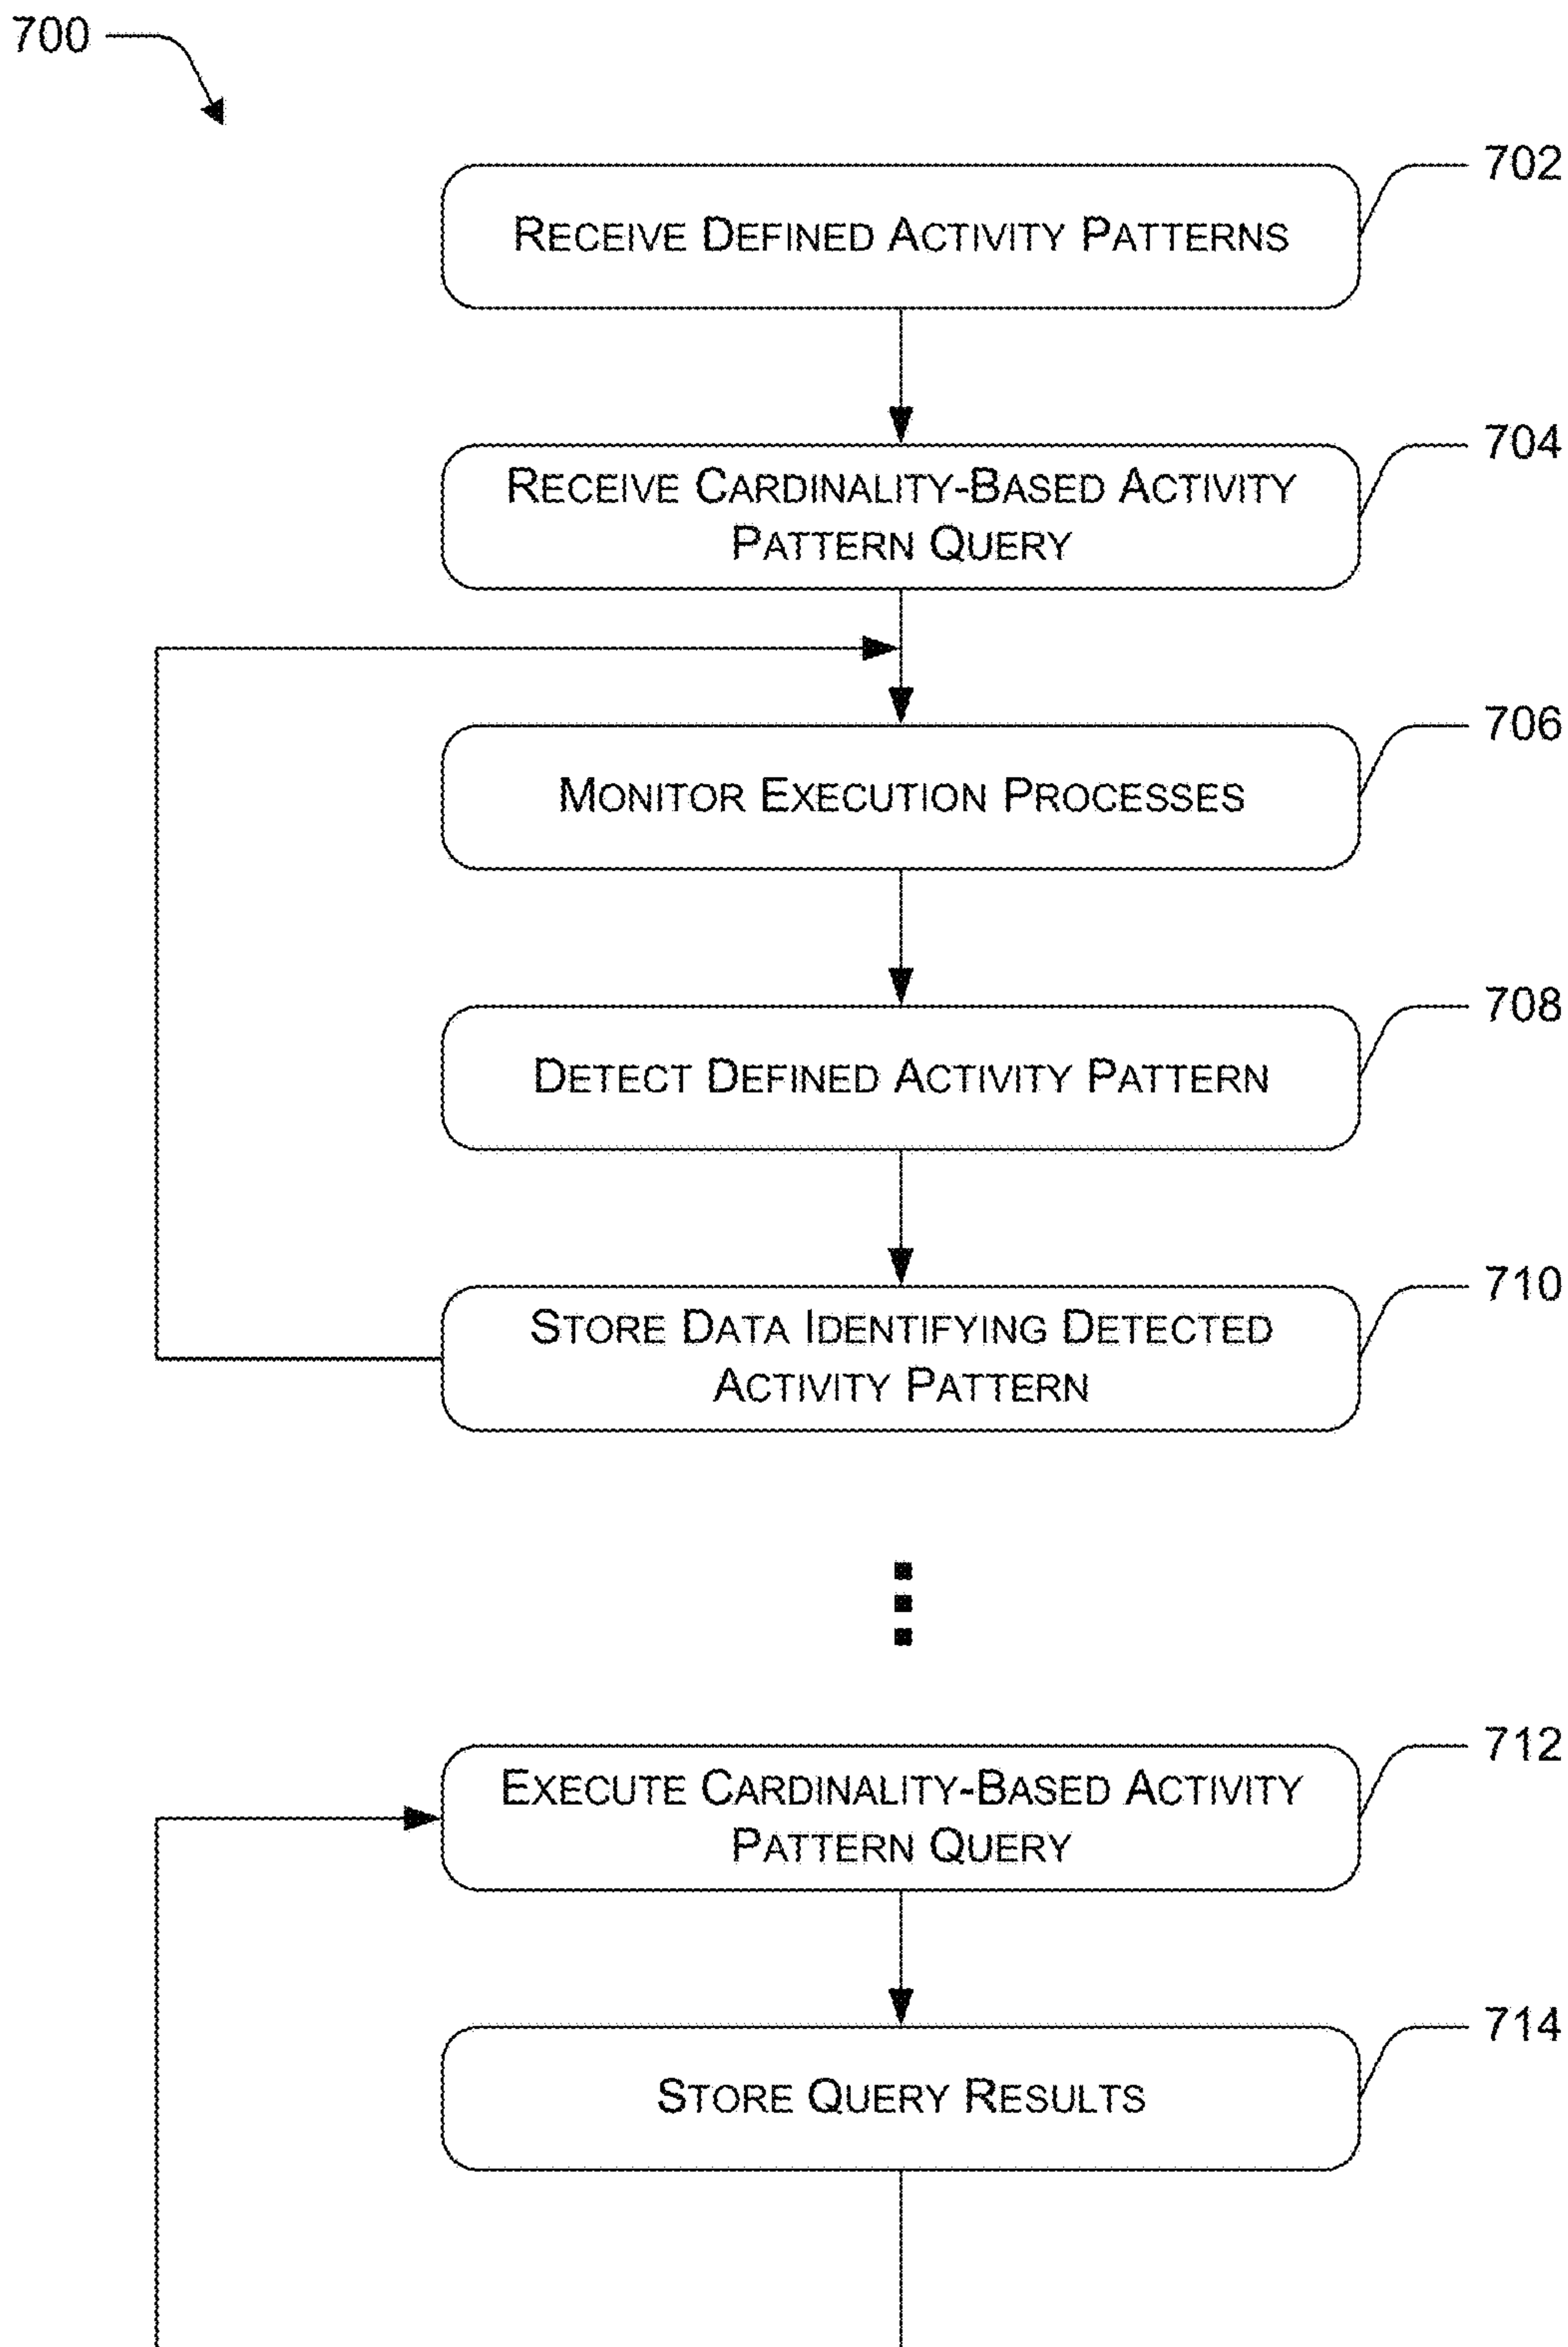 700
702
RECEIVE DEFINED ACTIVITY PATTERNS
704
RECEIVE CARDINALITY-BASED ACTIVITY
PATTERN QUERY
706
MONITOR EXECUTION PROCESSES
708
DETECT DEFINED ACTIVITY PATTERN
710
STORE DATA IDENTIFYING DETECTED
ACTIVITY PATTERN
712
EXECUTE CARDINALITY-BASED ACTIVITY
PATTERN QUERY
714
STORE QUERY RESULTS